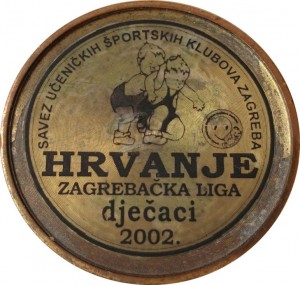 SAVEZ UČENIČKIH ŠPORTSKIH KLUBOVA ZAGREBA
HRVANJE
ZAGREBAČKA LIGA
dječaci
2002.